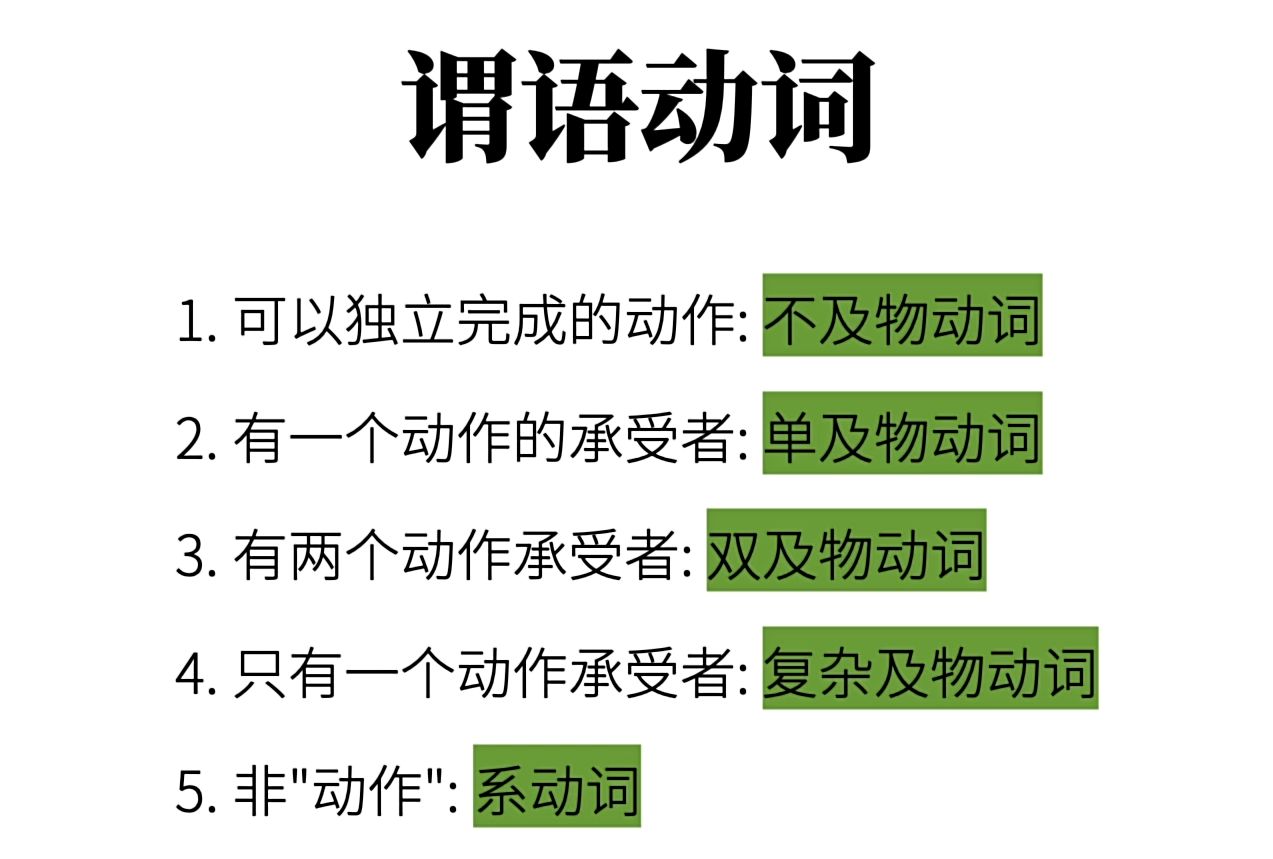 谓语动词
1. 可以独立完成的动作: 不及物动词
2. 有一个动作的承受者: 单及物动词
3. 有两个动作承受者: 双及物动词
4. 只有一个动作承受者: 复杂及物动词
5. 非"动作": 系动词